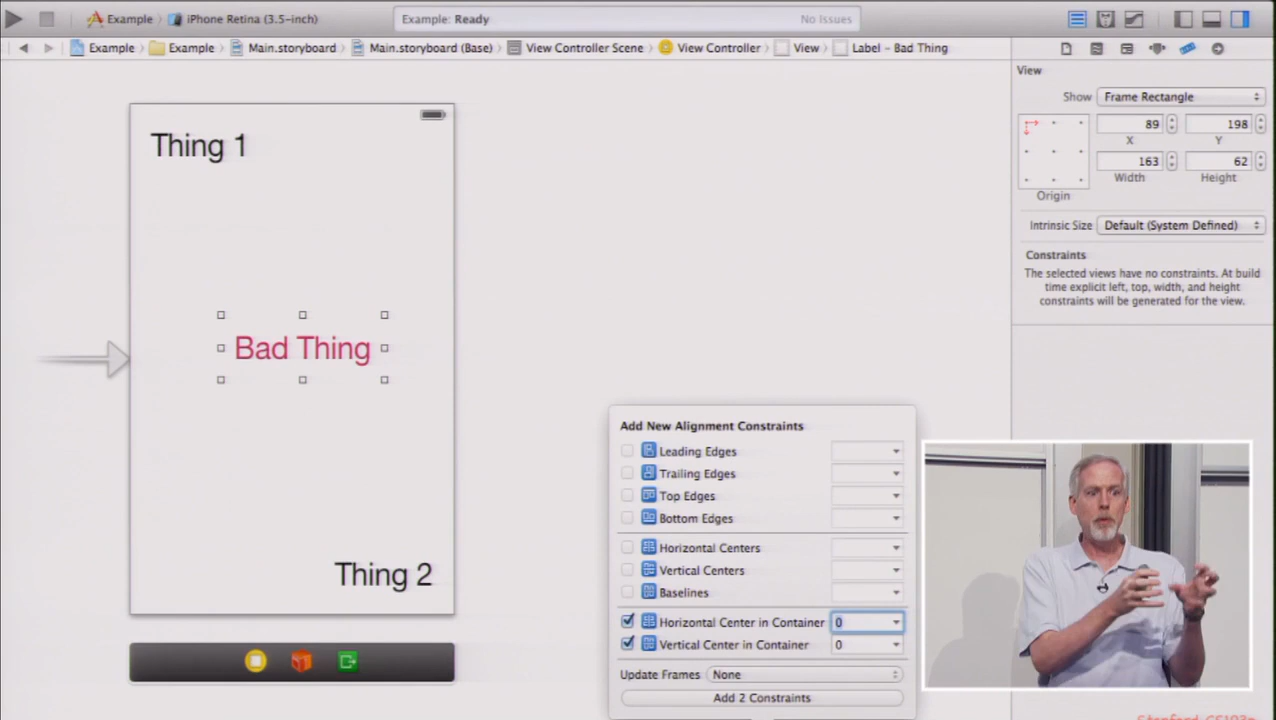 Example › iPhone Retina (3.5-inch)
Example: Ready
No Issues
Example › Example › Main.storyboard › Main.storyboard (Base) › View Controller Scene › View Controller › View › Label – Bad Thing
View
Show Frame Rectangle
89 198
X Y
163 62
Width Height
Origin
Intrinsic Size Default (System Defined)
Constraints
The selected views have no constraints. At build
time explicit left, top, width, and height
constraints will be generated for the view.
Thing 1
Bad Thing
Thing 2
Add New Alignment Constraints
Leading Edges
Trailing Edges
Top Edges
Bottom Edges
Horizontal Centers
Vertical Centers
Baselines
Horizontal Center in Container 0
Vertical Center in Container 0
Update Frames None
Add 2 Constraints